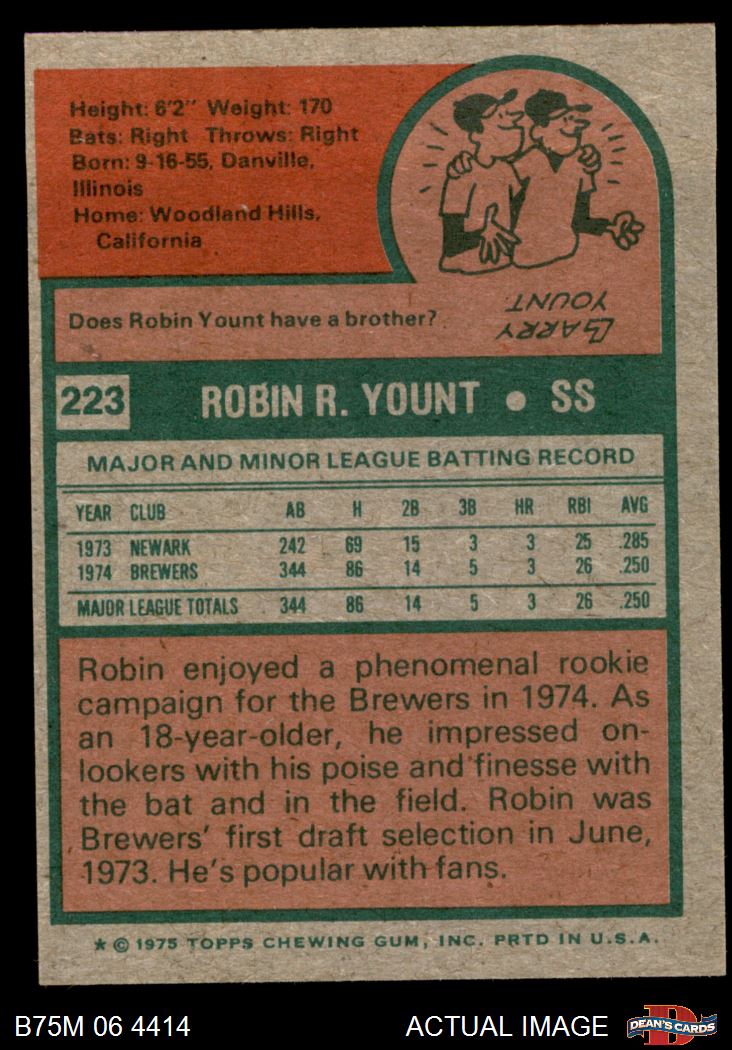 Height: 6'2" Weight: 170
Bats: Right Throws: Right
Born: 9-16-55, Danville,
Illinois
Home: Woodland Hills,
California
Does Robin Yount have a brother?
LARRY
YOUNT
223 ROBIN R. YOUNT • SS
MAJOR AND MINOR LEAGUE BATTING RECORD
YEAR CLUB AB H 2B 3B HR RBI AVG
1973 NEWARK 242 69 15 3 3 25 .285
1974 BREWERS 344 86 14 5 3 26 .250
MAJOR LEAGUE TOTALS 344 86 14 5 3 26 .250
Robin enjoyed a phenomenal rookie
campaign for the Brewers in 1974. As
an 18-year-older, he impressed on-
lookers with his poise and finesse with
the bat and in the field. Robin was
Brewers' first draft selection in June,
1973. He's popular with fans.
* © 1975 TOPPS CHEWING GUM, INC. PRTD IN U.S.A.
B75M 06 4414 ACTUAL IMAGE D DEAN'S CARDS